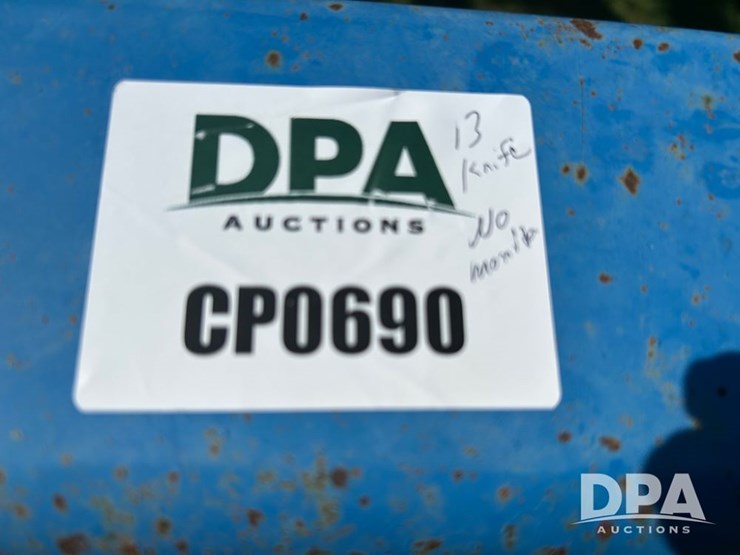 DPA
AUCTIONS
13
Knife
No
monitor
CP0690
DPA
AUCTIONS